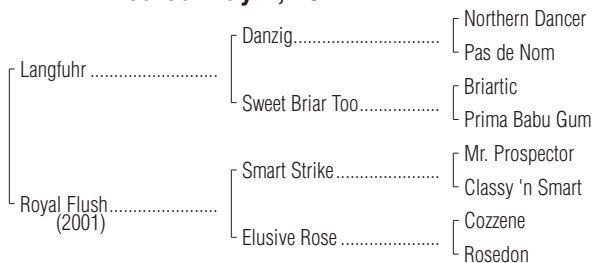 Northern Dancer
Danzig
Pas de Nom
Langfuhr
Briartic
Sweet Briar Too
Prima Babu Gum
Mr. Prospector
Smart Strike
Classy 'n Smart
Royal Flush
(2001)
Cozzene
Elusive Rose
Rosedon